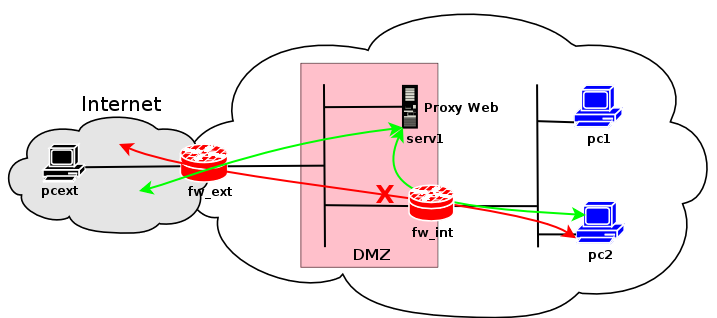 Internet
Proxy Web
serv1
pc1
pcext
fw_ext
X
fw_int
DMZ
pc2